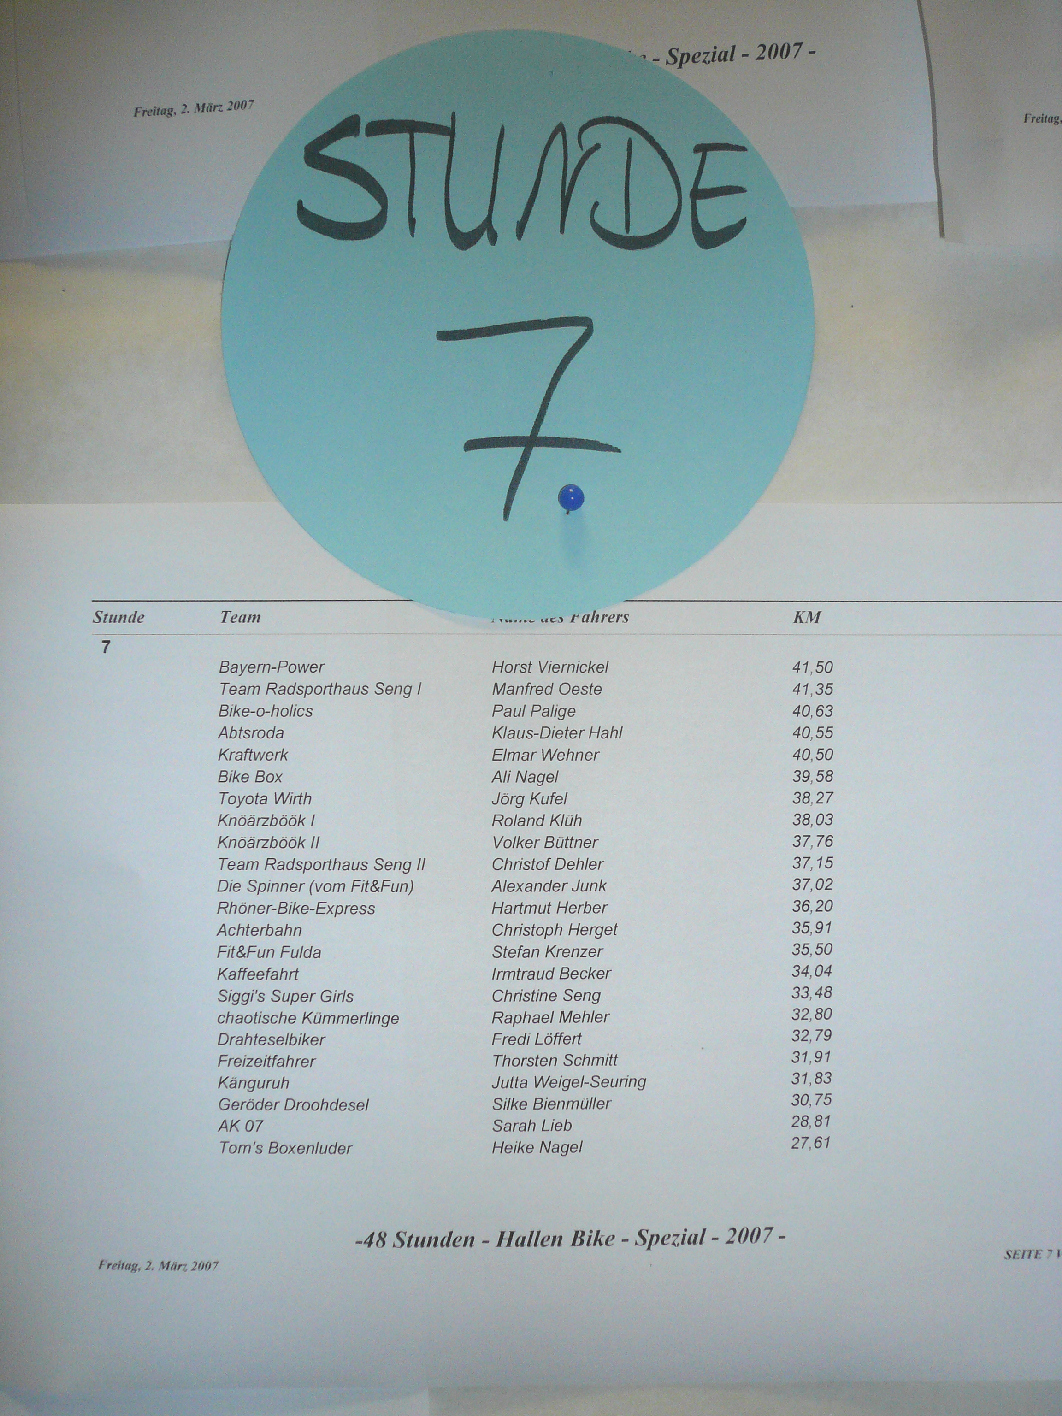 - Spezial - 2007 -
Freitag, 2. März 2007
Freitag,
STUNDE
7.
Stunde Team des Fahrers KM
7
Bayern-Power Horst Viernickel 41,50
Team Radsporthaus Seng I Manfred Oeste 41,35
Bike-o-holics Paul Palige 40,63
Abtsroda Klaus-Dieter Hahl 40,55
Kraftwerk Elmar Wehner 40,50
Bike Box Ali Nagel 39,58
Toyota Wirth Jörg Kufel 38,27
Knöärzböök I Roland Klüh 38,03
Knöärzböök II Volker Büttner 37,76
Team Radsporthaus Seng II Christof Dehler 37,15
Die Spinner (vom Fit&Fun) Alexander Junk 37,02
Rhöner-Bike-Express Hartmut Herber 36,20
Achterbahn Christoph Herget 35,91
Fit&Fun Fulda Stefan Krenzer 35,50
Kaffeefahrt Irmtraud Becker 34,04
Siggi's Super Girls Christine Seng 33,48
chaotische Kümmerlinge Raphael Mehler 32,80
Drahteselbiker Fredi Löffert 32,79
Freizeitfahrer Thorsten Schmitt 31,91
Känguruh Jutta Weigel-Seuring 31,83
Geröder Droohdesel Silke Bienmüller 30,75
AK 07 Sarah Lieb 28,81
Tom's Boxenluder Heike Nagel 27,61
-48 Stunden - Hallen Bike - Spezial - 2007 -
Freitag, 2. März 2007 SEITE 7